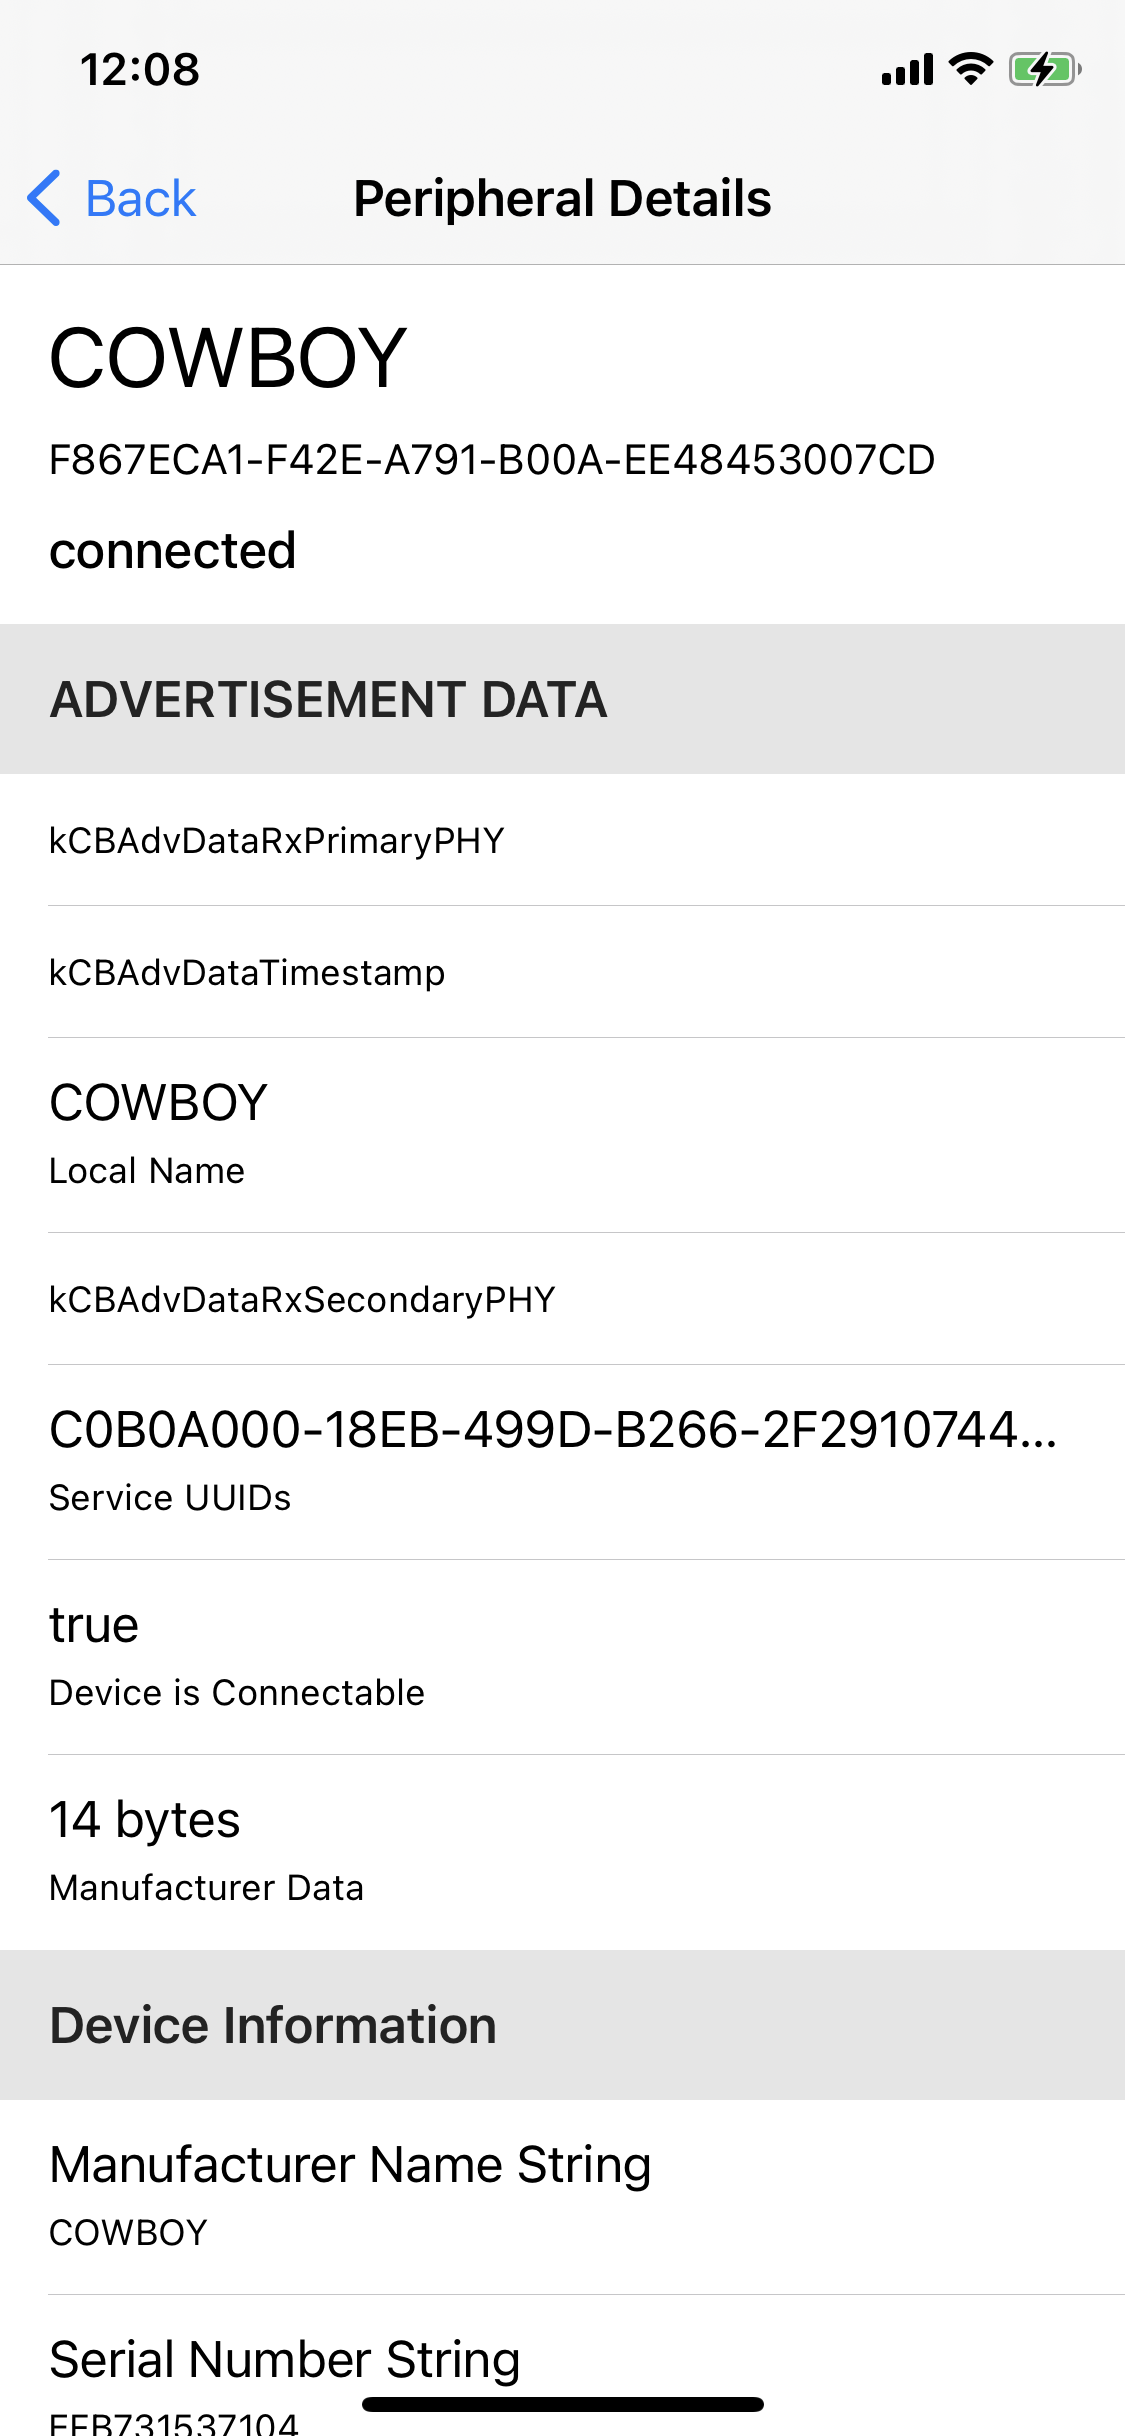 12:08
Back
Peripheral Details
COWBOY
F867ECA1-F42E-A791-B00A-EE48453007CD
connected
ADVERTISEMENT DATA
kCBAdvDataRxPrimaryPHY
kCBAdvDataTimestamp
COWBOY
Local Name
kCBAdvDataRxSecondaryPHY
C0B0A000-18EB-499D-B266-2F2910744...
Service UUIDs
true
Device is Connectable
14 bytes
Manufacturer Data
Device Information
Manufacturer Name String
COWBOY
Serial Number String